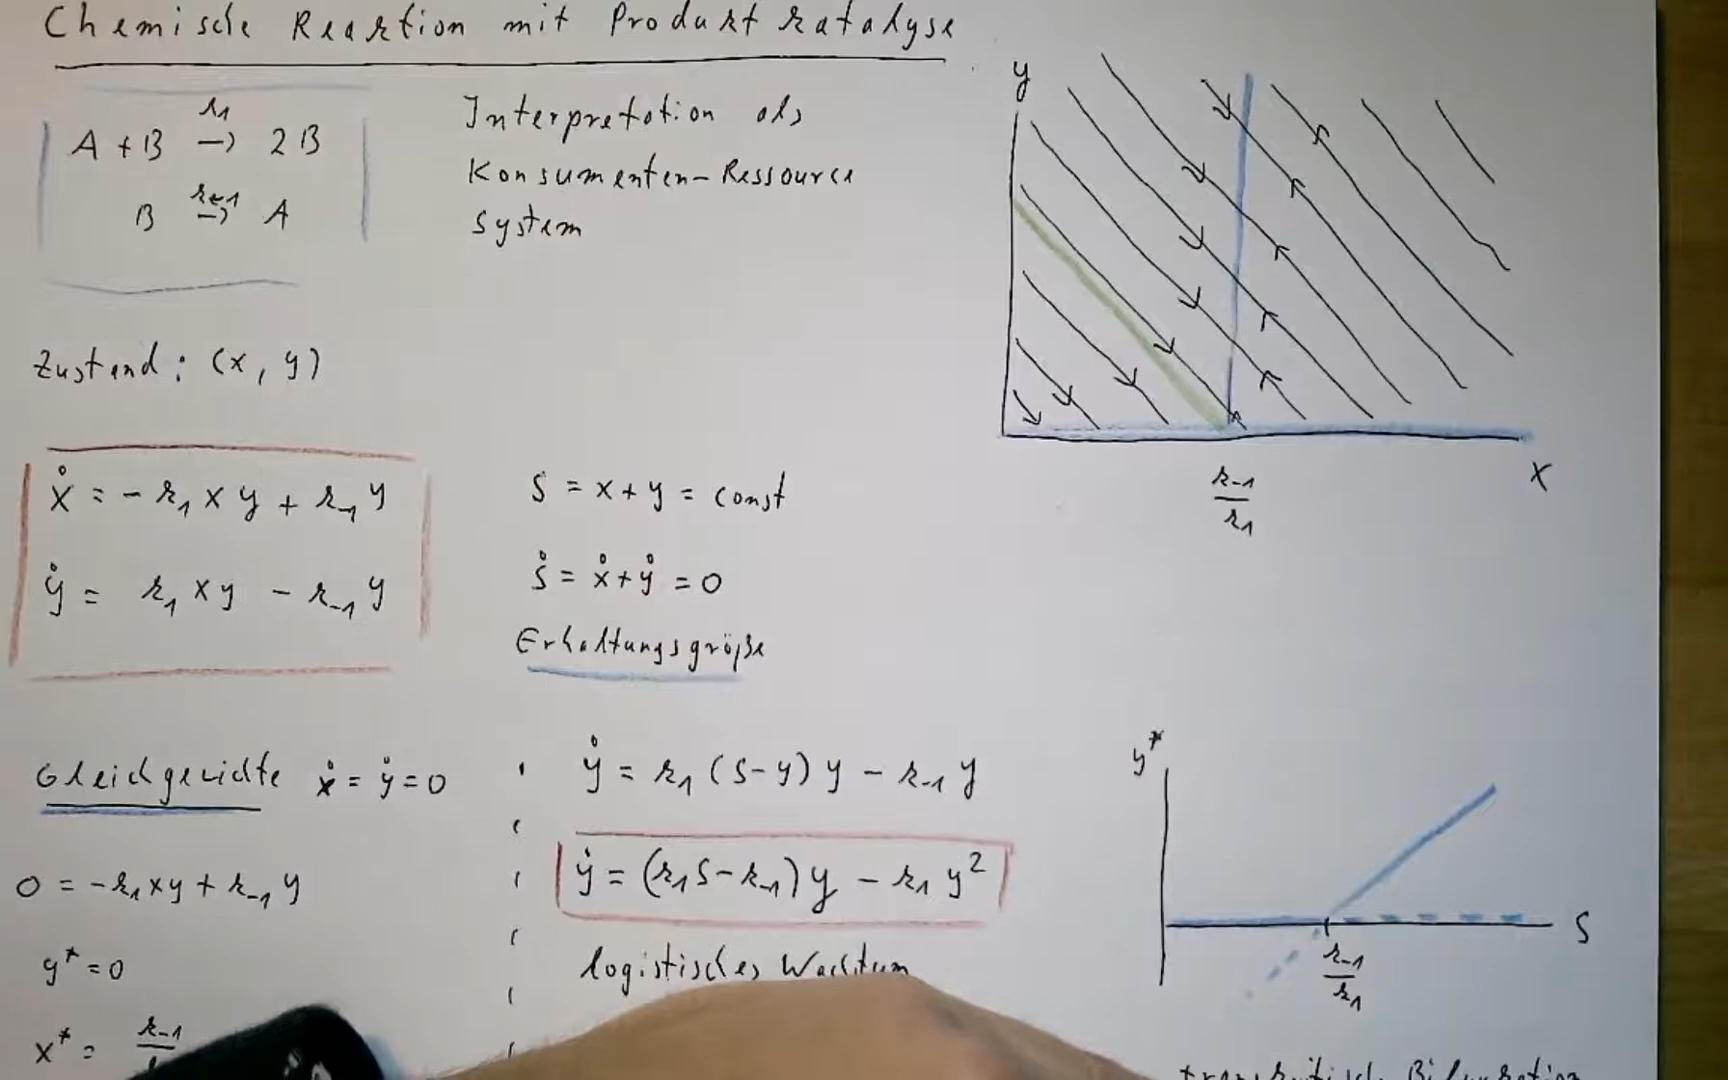 Chemische Reaktion mit Produktkatalyse
A + B → 2B
k₁
B → A
k₋₁
Interpretation als
Konsumenten-Ressource
System
Zustand: (x, y)
ẋ = - k₁ x y + k₋₁ y
ẏ = k₁ x y - k₋₁ y
S = x + y = const
Ṡ = ẋ + ẏ = 0
Erhaltungsgröße
y
x
k₋₁/k₁
Gleichgewichte ẋ = ẏ = 0
0 = -k₁ x y + k₋₁ y
y* = 0
x* =
ẏ = k₁ (S - y) y - k₋₁ y
ẏ = (k₁ S - k₋₁) y - k₁ y²
logistisches
y*
S
k₋₁/k₁